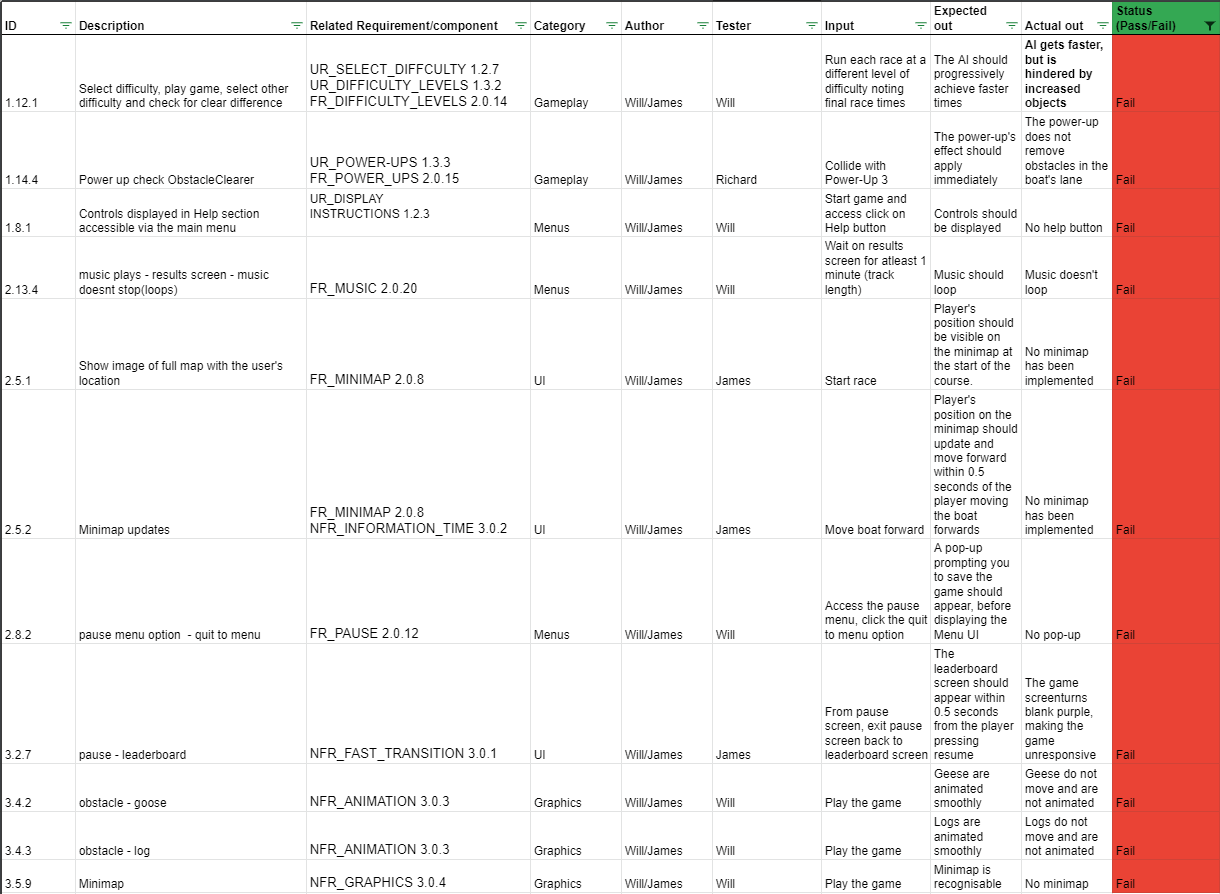 ID Description Related Requirement/component Category Author Tester Input Expected out Actual out Status (Pass/Fail)
1.12.1
Select difficulty, play game, select other
difficulty and check for clear difference
UR_SELECT_DIFFCULTY 1.2.7
UR_DIFFICULTY_LEVELS 1.3.2
FR_DIFFICULTY_LEVELS 2.0.14
Gameplay
Will/James
Will
Run each race at a
different level of
difficulty noting
final race times
The AI should
progressively
achieve faster
times
AI gets faster,
but is
hindered by
increased
objects
Fail
1.14.4
Power up check ObstacleClearer
UR_POWER-UPS 1.3.3
FR_POWER_UPS 2.0.15
Gameplay
Will/James
Richard
Collide with
Power-Up 3
The power-up's
effect should
apply
immediately
The power-up
does not
remove
obstacles in the
boat's lane
Fail
1.8.1
Controls displayed in Help section
accessible via the main menu
UR_DISPLAY
INSTRUCTIONS 1.2.3
Menus
Will/James
Will
Start game and
access click on
Help button
Controls should
be displayed
No help button
Fail
2.13.4
music plays - results screen - music
doesnt stop(loops)
FR_MUSIC 2.0.20
Menus
Will/James
Will
Wait on results
screen for atleast 1
minute (track
length)
Music should
loop
Music doesn't
loop
Fail
2.5.1
Show image of full map with the user's
location
FR_MINIMAP 2.0.8
UI
Will/James
James
Start race
Player's
position should
be visible on
the minimap at
the start of the
course.
No minimap
has been
implemented
Fail
2.5.2
Minimap updates
FR_MINIMAP 2.0.8
NFR_INFORMATION_TIME 3.0.2
UI
Will/James
James
Move boat forward
Player's
position on the
minimap should
update and
move forward
within 0.5
seconds of the
player moving
the boat
forwards
No minimap
has been
implemented
Fail
2.8.2
pause menu option - quit to menu
FR_PAUSE 2.0.12
Menus
Will/James
Will
Access the pause
menu, click the quit
to menu option
A pop-up
prompting you
to save the
game should
appear, before
displaying the
Menu UI
No pop-up
Fail
3.2.7
pause - leaderboard
NFR_FAST_TRANSITION 3.0.1
UI
Will/James
James
From pause
screen, exit pause
screen back to
leaderboard screen
The
leaderboard
screen should
appear within
0.5 seconds
from the player
pressing
resume
The game
screenturns
blank purple,
making the
game
unresponsive
Fail
3.4.2
obstacle - goose
NFR_ANIMATION 3.0.3
Graphics
Will/James
Will
Play the game
Geese are
animated
smoothly
Geese do not
move and are
not animated
Fail
3.4.3
obstacle - log
NFR_ANIMATION 3.0.3
Graphics
Will/James
Will
Play the game
Logs are
animated
smoothly
Logs do not
move and are
not animated
Fail
3.5.9
Minimap
NFR_GRAPHICS 3.0.4
Graphics
Will/James
Will
Play the game
Minimap is
recognisable
No minimap
Fail